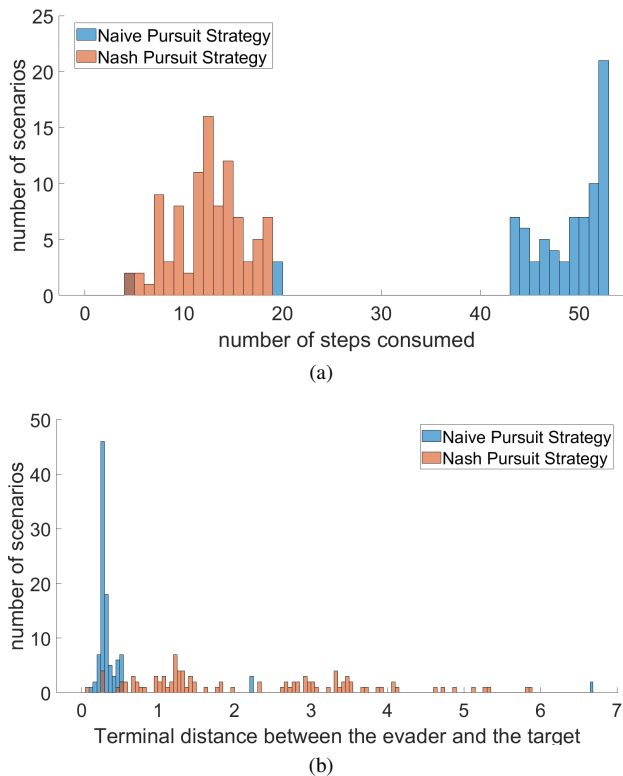 25
20
15
10
5
0
number of scenarios
Naive Pursuit Strategy
Nash Pursuit Strategy
0 10 20 30 40 50
number of steps consumed
(a)
50
40
30
20
10
0
number of scenarios
Naive Pursuit Strategy
Nash Pursuit Strategy
0 1 2 3 4 5 6 7
Terminal distance between the evader and the target
(b)